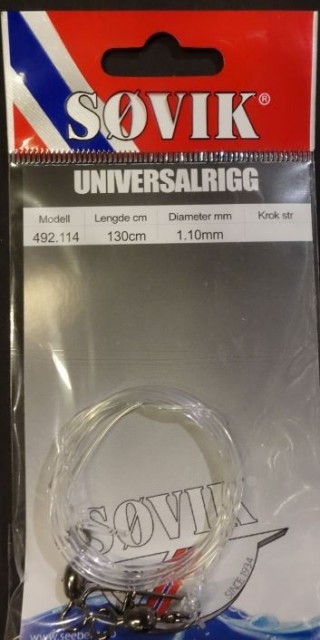 SØVIK®
UNIVERSALRIGG
Modell Lengde cm Diameter mm Krok str
492.114 130cm 1,10mm
SØVIK
SINCE 1934